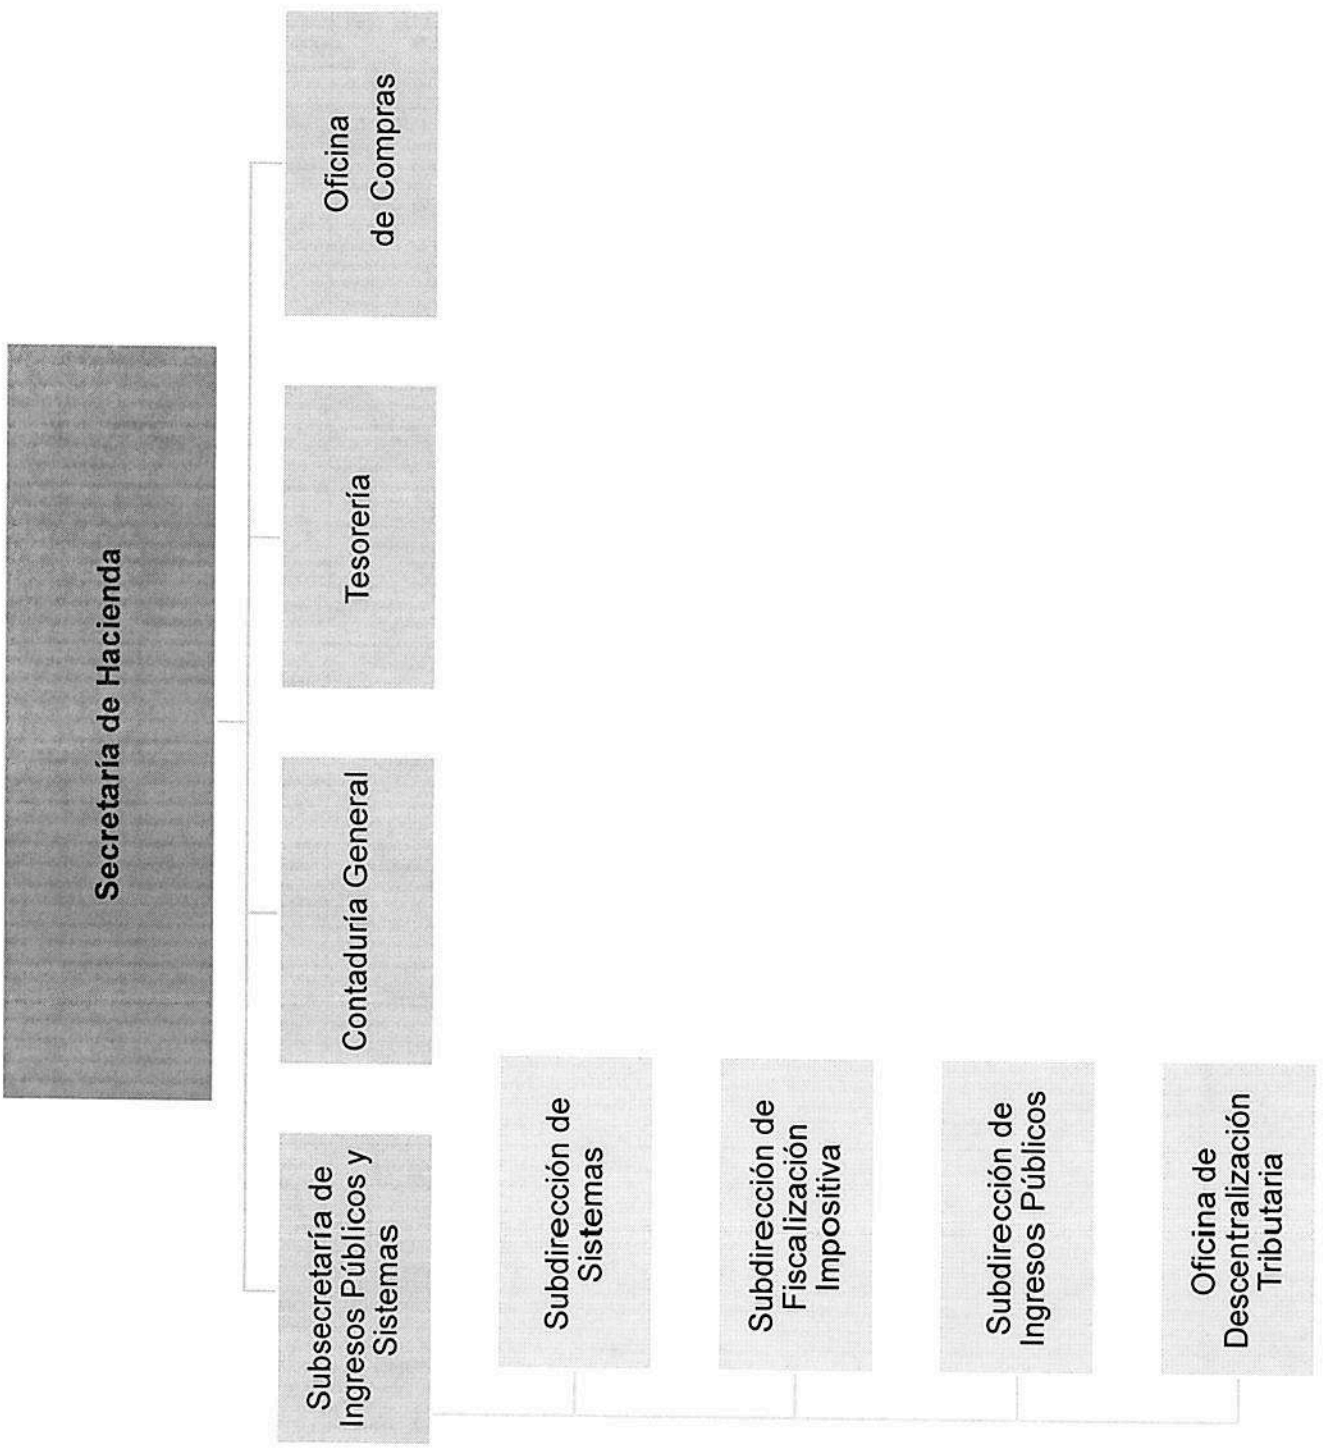 Secretaría de Hacienda
Subsecretaría de
Ingresos Públicos y
Sistemas
Contaduría General
Tesorería
Oficina
de Compras
Subdirección de
Sistemas
Subdirección de
Fiscalización
Impositiva
Subdirección de
Ingresos Públicos
Oficina de
Descentralización
Tributaria